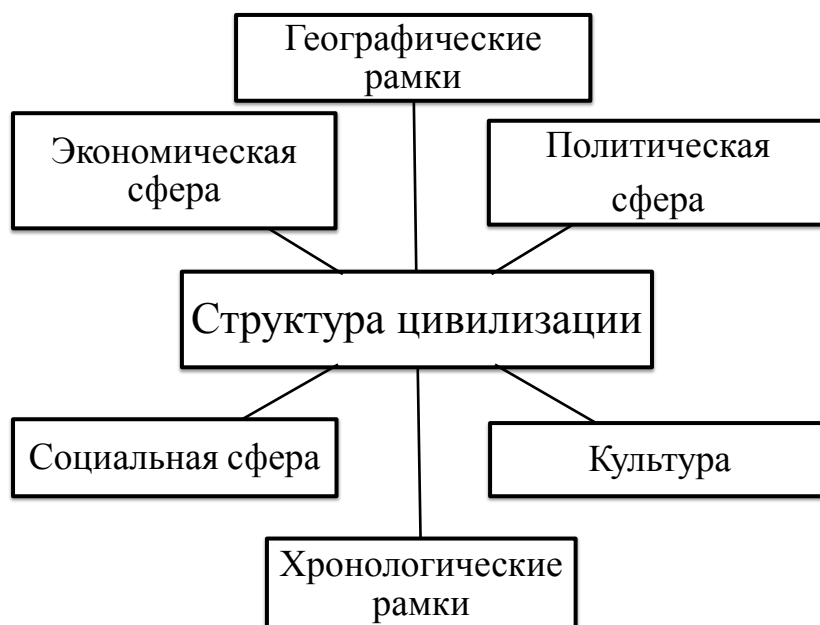 Географические
рамки
Экономическая
сфера
Политическая
сфера
Структура цивилизации
Социальная сфера
Культура
Хронологические
рамки